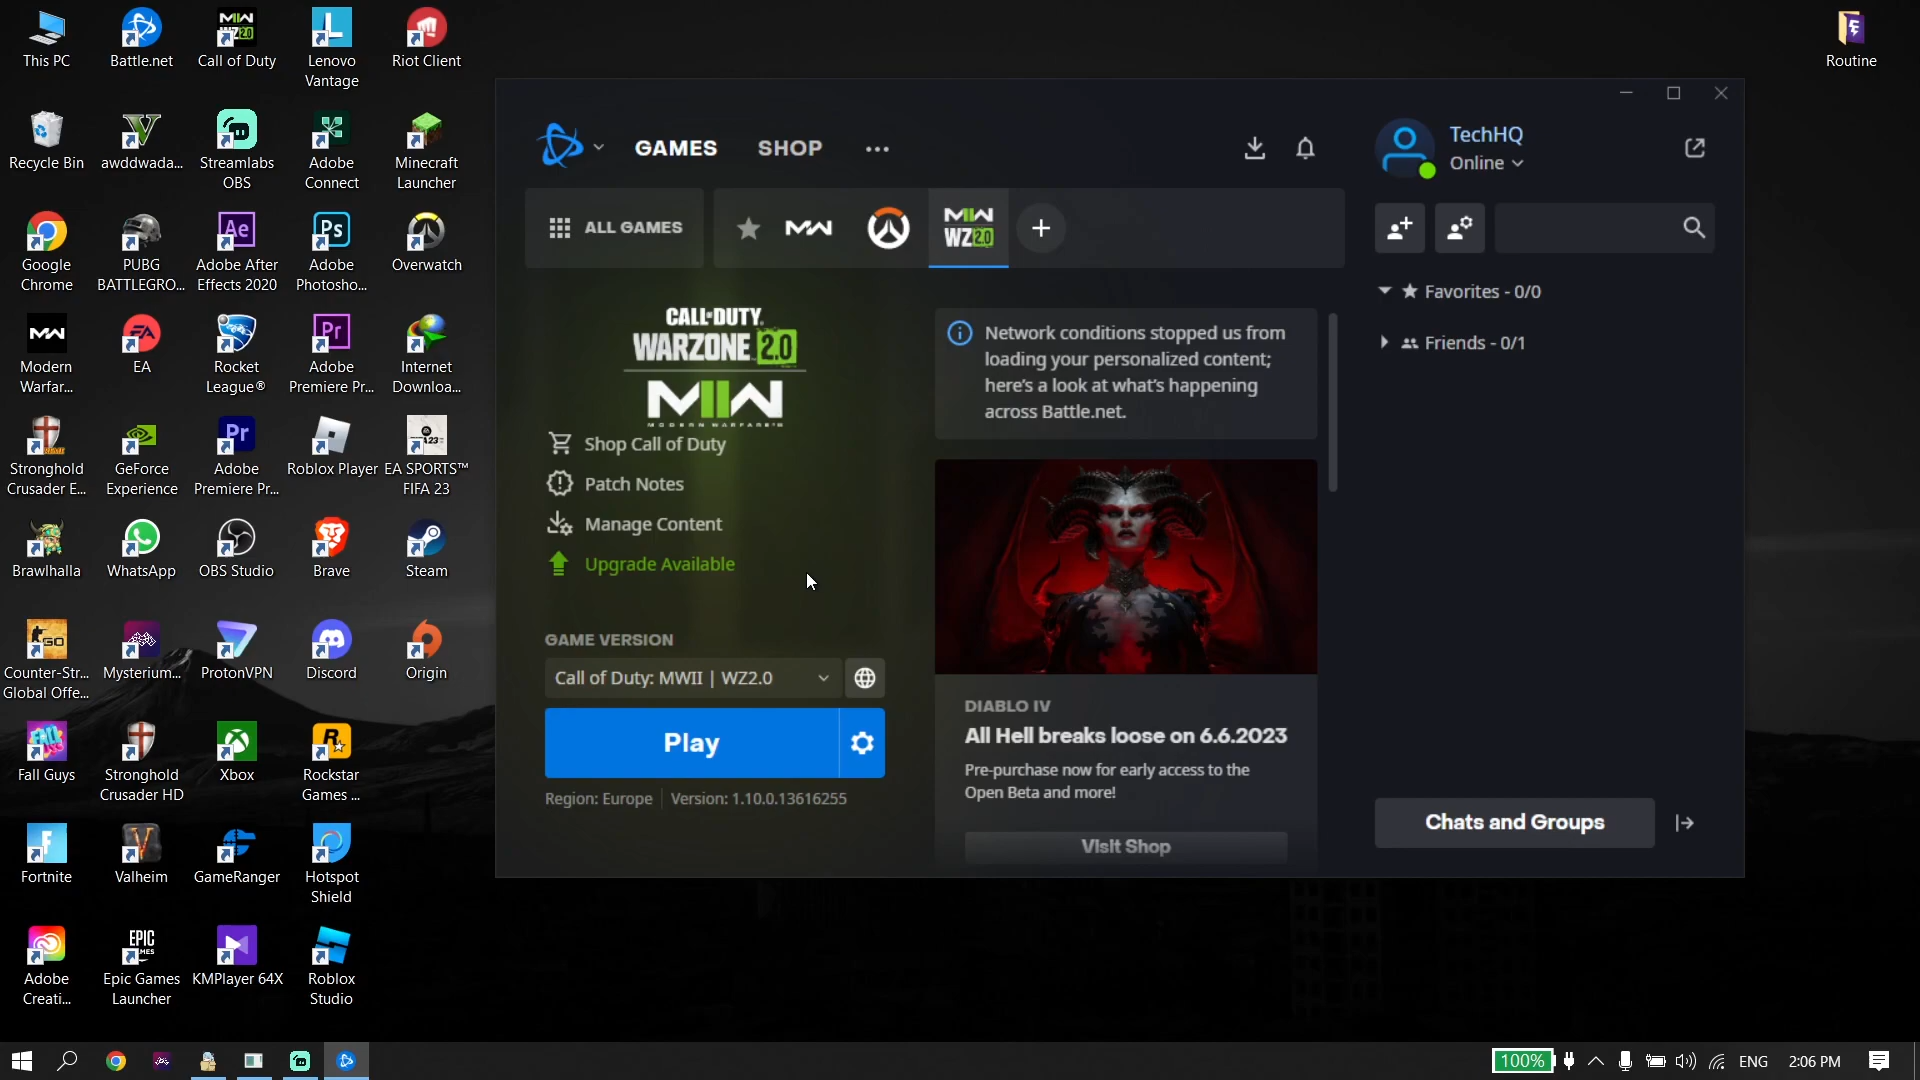 This PC
Battle.net
Call of Duty
Lenovo
Vantage
Riot Client
Recycle Bin
awddwada...
Streamlabs
OBS
Adobe
Connect
Minecraft
Launcher
Google
Chrome
PUBG
BATTLEGRO...
Adobe After
Effects 2020
Adobe
Photosho...
Overwatch
Modern
Warfar...
EA
Rocket
League®
Adobe
Premiere Pr...
Internet
Downloa...
Stronghold
Crusader E...
GeForce
Experience
Adobe
Premiere Pr...
Roblox Player
EA SPORTS™
FIFA 23
Brawlhalla
WhatsApp
OBS Studio
Brave
Steam
Counter-Str...
Global Offe...
Mysterium...
ProtonVPN
Discord
Origin
Fall Guys
Stronghold
Crusader HD
Xbox
Rockstar
Games ...
Fortnite
Valheim
GameRanger
Hotspot
Shield
Adobe
Creati...
Epic Games
Launcher
KMPlayer 64X
Roblox
Studio
Routine
GAMES
SHOP
TechHQ
Online
ALL GAMES
MW
MW
WZ 2.0
CALL OF DUTY.
WARZONE 2.0
MW
MODERN WARFARE
Shop Call of Duty
Patch Notes
Manage Content
Upgrade Available
GAME VERSION
Call of Duty: MWII | WZ2.0
Play
Region: Europe
Version: 1.10.0.13616255
Network conditions stopped us from
loading your personalized content;
here's a look at what's happening
across Battle.net.
DIABLO IV
All Hell breaks loose on 6.6.2023
Pre-purchase now for early access to the
Open Beta and more!
Visit Shop
Favorites - 0/0
Friends - 0/1
Chats and Groups
100%
ENG
2:06 PM